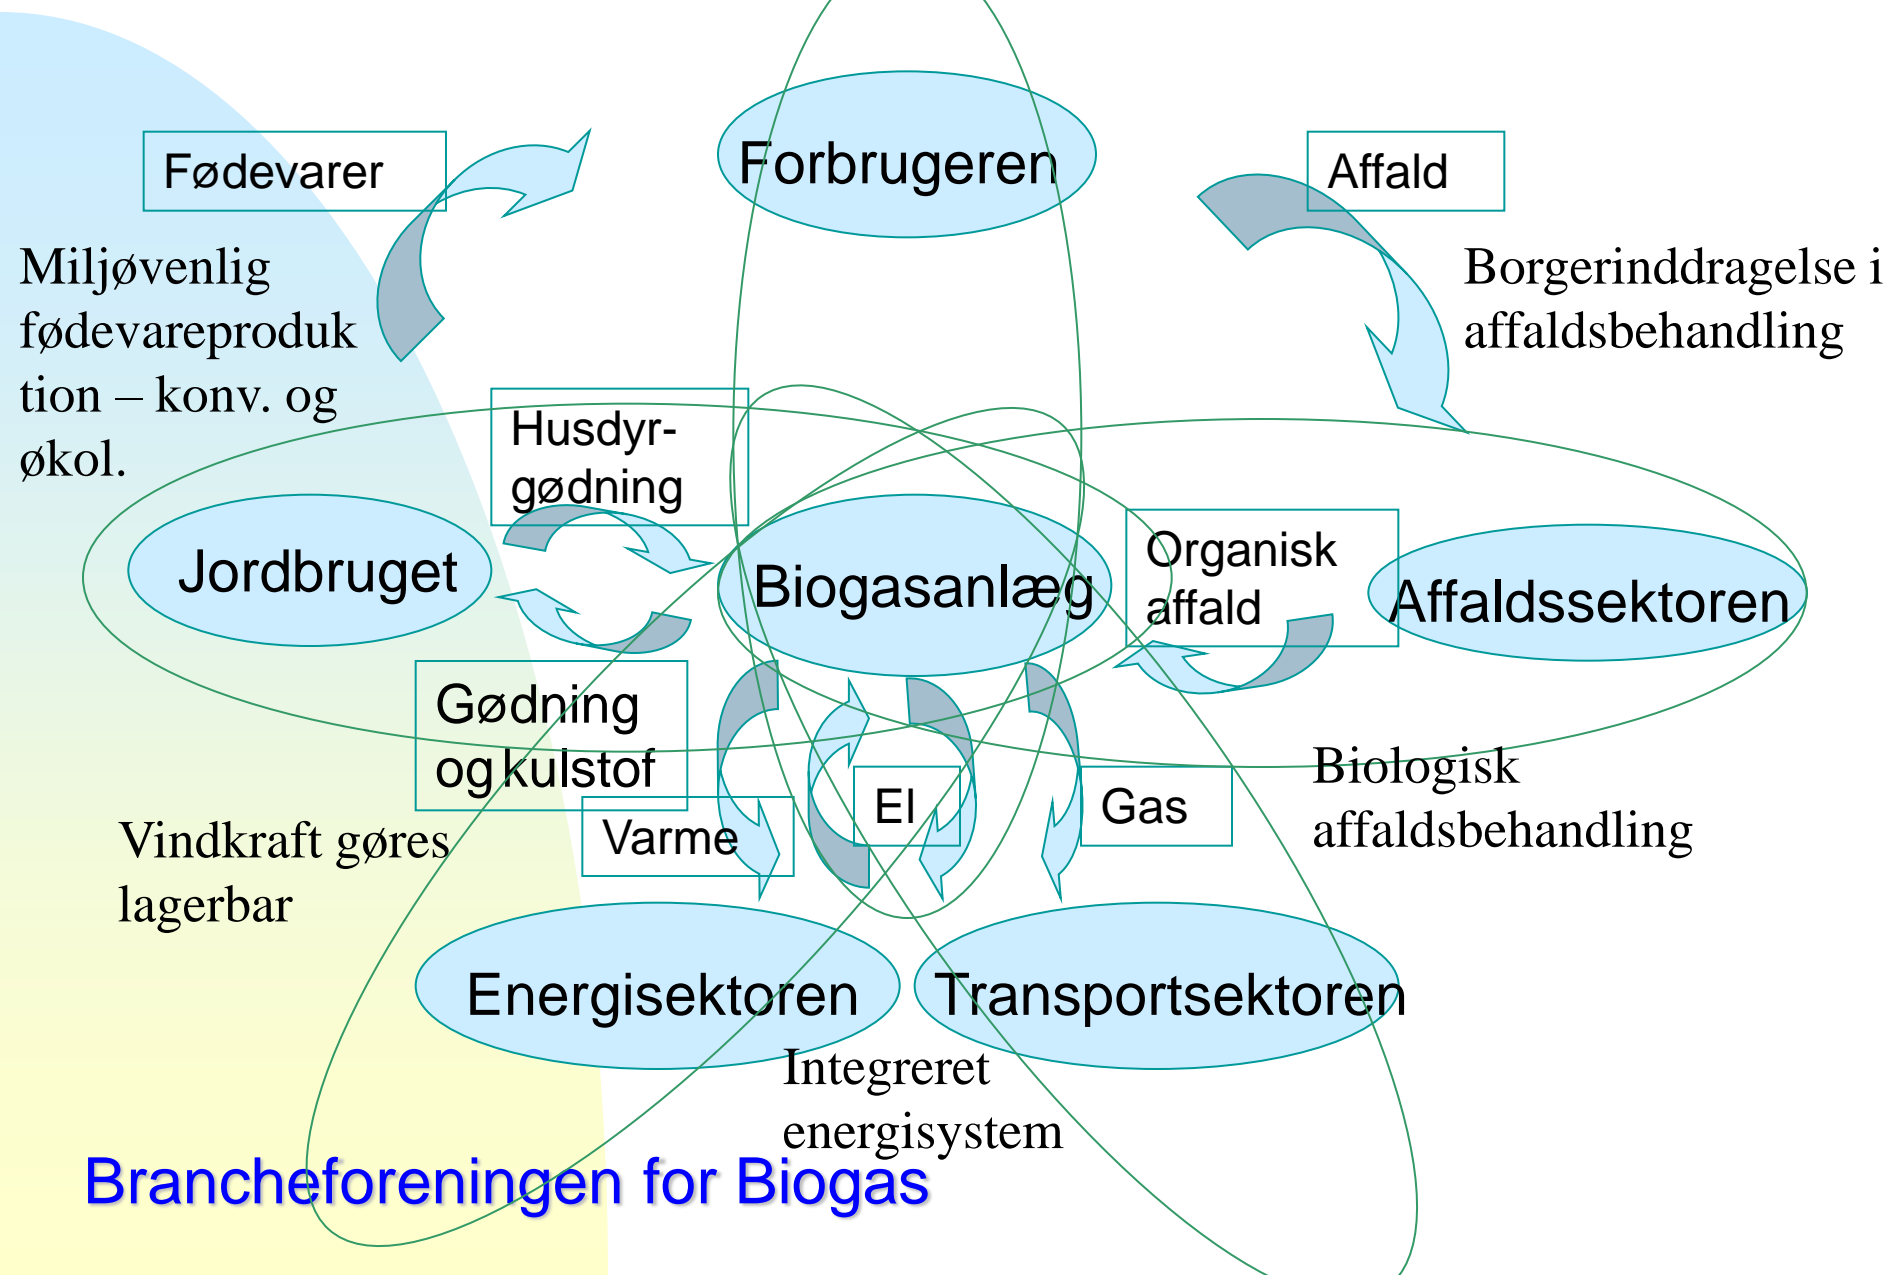 Forbrugeren
Fødevarer
Affald
Miljøvenlig
fødevareproduk
tion – konv. og
økol.
Borgerinddragelse i
affaldsbehandling
Husdyr-
gødning
Jordbruget
Biogasanlæg
Organisk
affald
Affaldssektoren
Gødning
og kulstof
Varme
El
Gas
Biologisk
affaldsbehandling
Vindkraft gøres
lagerbar
Energisektoren
Transportsektoren
Integreret
energisystem
Brancheforeningen for Biogas